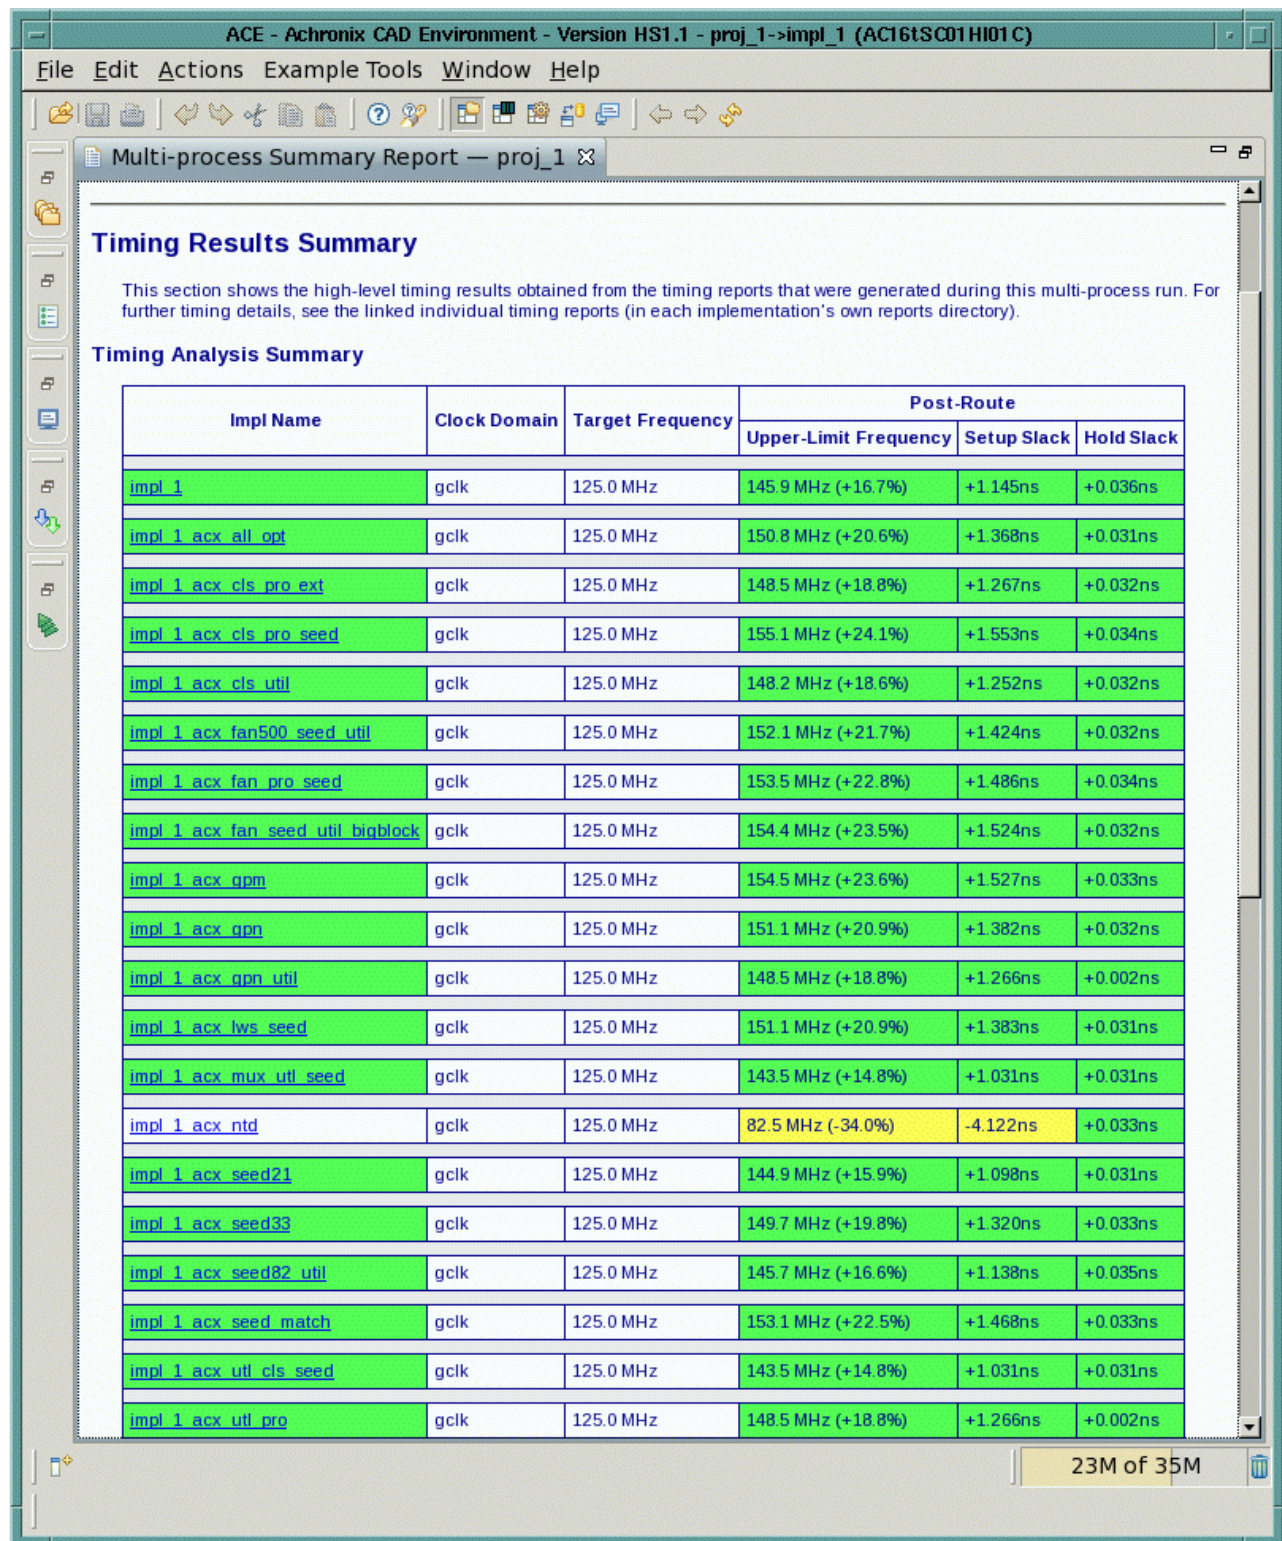 ACE - Achronix CAD Environment - Version HS1.1 - proj_1->impl_1 (AC16tSC01HI01C)
File Edit Actions Example Tools Window Help
Multi-process Summary Report — proj_1
Timing Results Summary
This section shows the high-level timing results obtained from the timing reports that were generated during this multi-process run. For
further timing details, see the linked individual timing reports (in each implementation's own reports directory).
Timing Analysis Summary
Impl Name Clock Domain Target Frequency Post-Route
Upper-Limit Frequency Setup Slack Hold Slack
impl_1 gclk 125.0 MHz 145.9 MHz (+16.7%) +1.145ns +0.036ns
impl_1_acx_all_opt gclk 125.0 MHz 150.8 MHz (+20.6%) +1.368ns +0.031ns
impl_1_acx_cls_pro_ext gclk 125.0 MHz 148.5 MHz (+18.8%) +1.267ns +0.032ns
impl_1_acx_cls_pro_seed gclk 125.0 MHz 155.1 MHz (+24.1%) +1.553ns +0.034ns
impl_1_acx_cls_util gclk 125.0 MHz 148.2 MHz (+18.6%) +1.252ns +0.032ns
impl_1_acx_fan500_seed_util gclk 125.0 MHz 152.1 MHz (+21.7%) +1.424ns +0.032ns
impl_1_acx_fan_pro_seed gclk 125.0 MHz 153.5 MHz (+22.8%) +1.486ns +0.034ns
impl_1_acx_fan_seed_util_bigblock gclk 125.0 MHz 154.4 MHz (+23.5%) +1.524ns +0.032ns
impl_1_acx_gpm gclk 125.0 MHz 154.5 MHz (+23.6%) +1.527ns +0.033ns
impl_1_acx_gpn gclk 125.0 MHz 151.1 MHz (+20.9%) +1.382ns +0.032ns
impl_1_acx_gpn_util gclk 125.0 MHz 148.5 MHz (+18.8%) +1.266ns +0.002ns
impl_1_acx_lws_seed gclk 125.0 MHz 151.1 MHz (+20.9%) +1.383ns +0.031ns
impl_1_acx_mux_utl_seed gclk 125.0 MHz 143.5 MHz (+14.8%) +1.031ns +0.031ns
impl_1_acx_ntd gclk 125.0 MHz 82.5 MHz (-34.0%) -4.122ns +0.033ns
impl_1_acx_seed21 gclk 125.0 MHz 144.9 MHz (+15.9%) +1.098ns +0.031ns
impl_1_acx_seed33 gclk 125.0 MHz 149.7 MHz (+19.8%) +1.320ns +0.033ns
impl_1_acx_seed82_util gclk 125.0 MHz 145.7 MHz (+16.6%) +1.138ns +0.035ns
impl_1_acx_seed_match gclk 125.0 MHz 153.1 MHz (+22.5%) +1.468ns +0.033ns
impl_1_acx_utl_cls_seed gclk 125.0 MHz 143.5 MHz (+14.8%) +1.031ns +0.031ns
impl_1_acx_utl_pro gclk 125.0 MHz 148.5 MHz (+18.8%) +1.266ns +0.002ns
23M of 35M